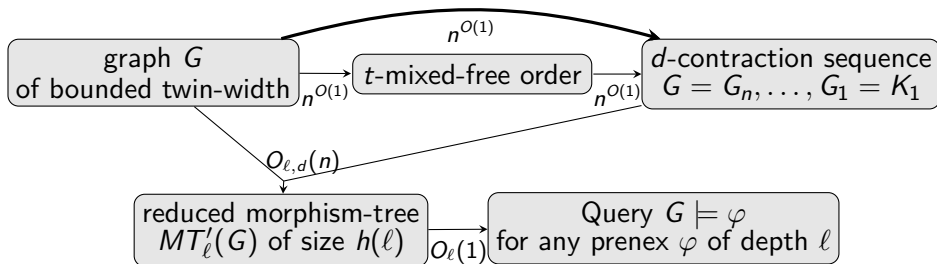 n^{O(1)}
graph G
of bounded twin-width
n^{O(1)}
t-mixed-free order
n^{O(1)}
d-contraction sequence
G = G_n, . . . , G_1 = K_1
O_{ℓ,d}(n)
reduced morphism-tree
MT′_ℓ(G) of size h(ℓ)
O_ℓ(1)
Query G ⊨ φ
for any prenex φ of depth ℓ